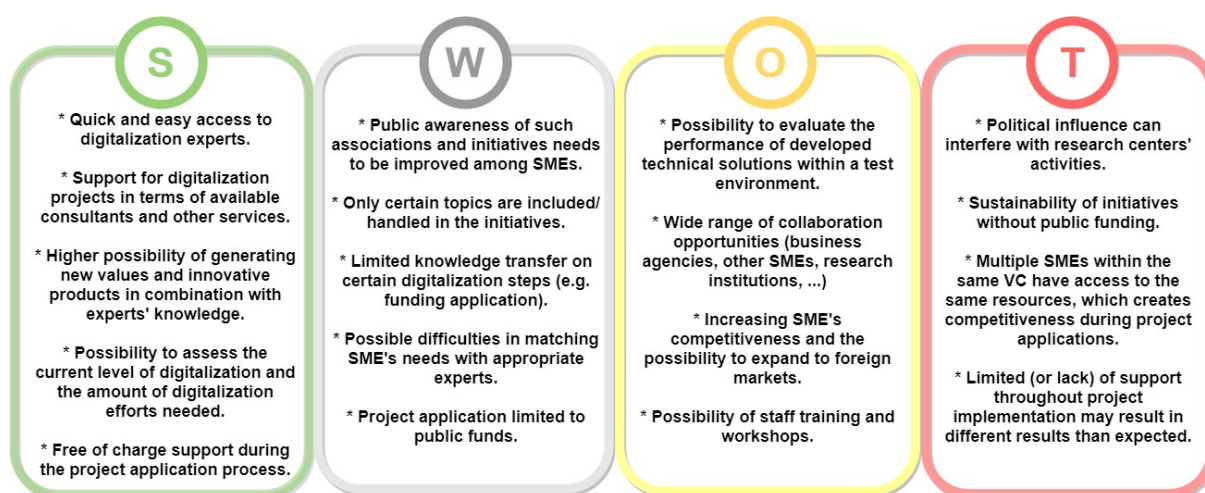 S
* Quick and easy access to
digitalization experts.
* Support for digitalization
projects in terms of available
consultants and other services.
* Higher possibility of generating
new values and innovative
products in combination with
experts' knowledge.
* Possibility to assess the
current level of digitalization and
the amount of digitalization
efforts needed.
* Free of charge support during
the project application process.
W
* Public awareness of such
associations and initiatives needs
to be improved among SMEs.
* Only certain topics are included/
handled in the initiatives.
* Limited knowledge transfer on
certain digitalization steps (e.g.
funding application).
* Possible difficulties in matching
SME's needs with appropriate
experts.
* Project application limited to
public funds.
O
* Possibility to evaluate the
performance of developed
technical solutions within a test
environment.
* Wide range of collaboration
opportunities (business
agencies, other SMEs, research
institutions, ...)
* Increasing SME's
competitiveness and the
possibility to expand to foreign
markets.
* Possibility of staff training and
workshops.
T
* Political influence can
interfere with research centers'
activities.
* Sustainability of initiatives
without public funding.
* Multiple SMEs within the
same VC have access to the
same resources, which creates
competitiveness during project
applications.
* Limited (or lack) of support
throughout project
implementation may result in
different results than expected.